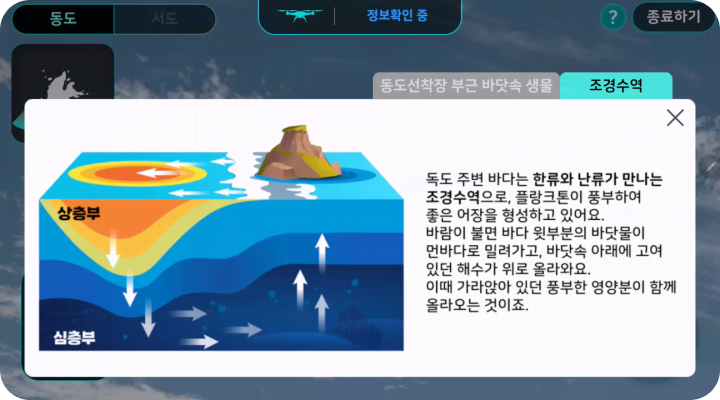 동도
서도
정보확인 중
?
종료하기
동도선착장 부근 바닷속 생물
조경수역
상층부
심층부
독도 주변 바다는 한류와 난류가 만나는
조경수역으로, 플랑크톤이 풍부하여
좋은 어장을 형성하고 있어요.
바람이 불면 바다 윗부분의 바닷물이
먼바다로 밀려가고, 바닷속 아래에 고여
있던 해수가 위로 올라와요.
이때 가라앉아 있던 풍부한 영양분이 함께
올라오는 것이죠.